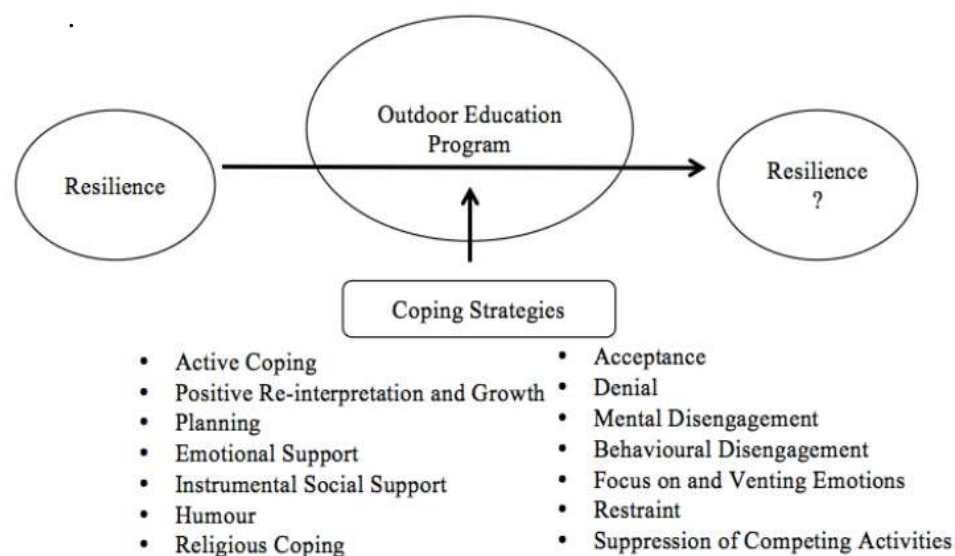 Outdoor Education
Program
Resilience
Resilience
?
Coping Strategies
• Active Coping
• Positive Re-interpretation and Growth
• Planning
• Emotional Support
• Instrumental Social Support
• Humour
• Religious Coping
• Acceptance
• Denial
• Mental Disengagement
• Behavioural Disengagement
• Focus on and Venting Emotions
• Restraint
• Suppression of Competing Activities